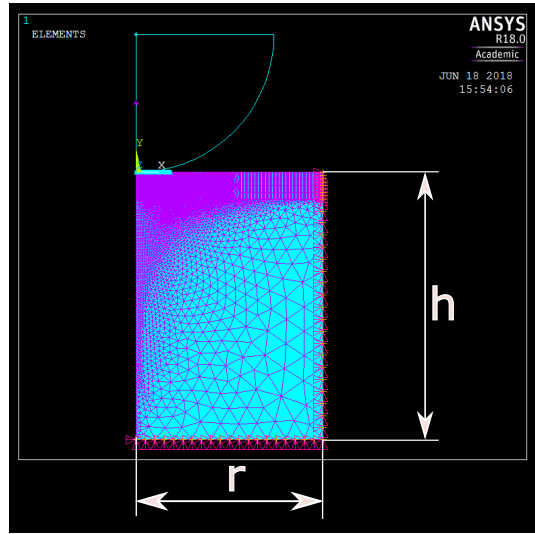 1
ELEMENTS
ANSYS
R18.0
Academic
JUN 18 2018
15:54:06
Y
X
h
r